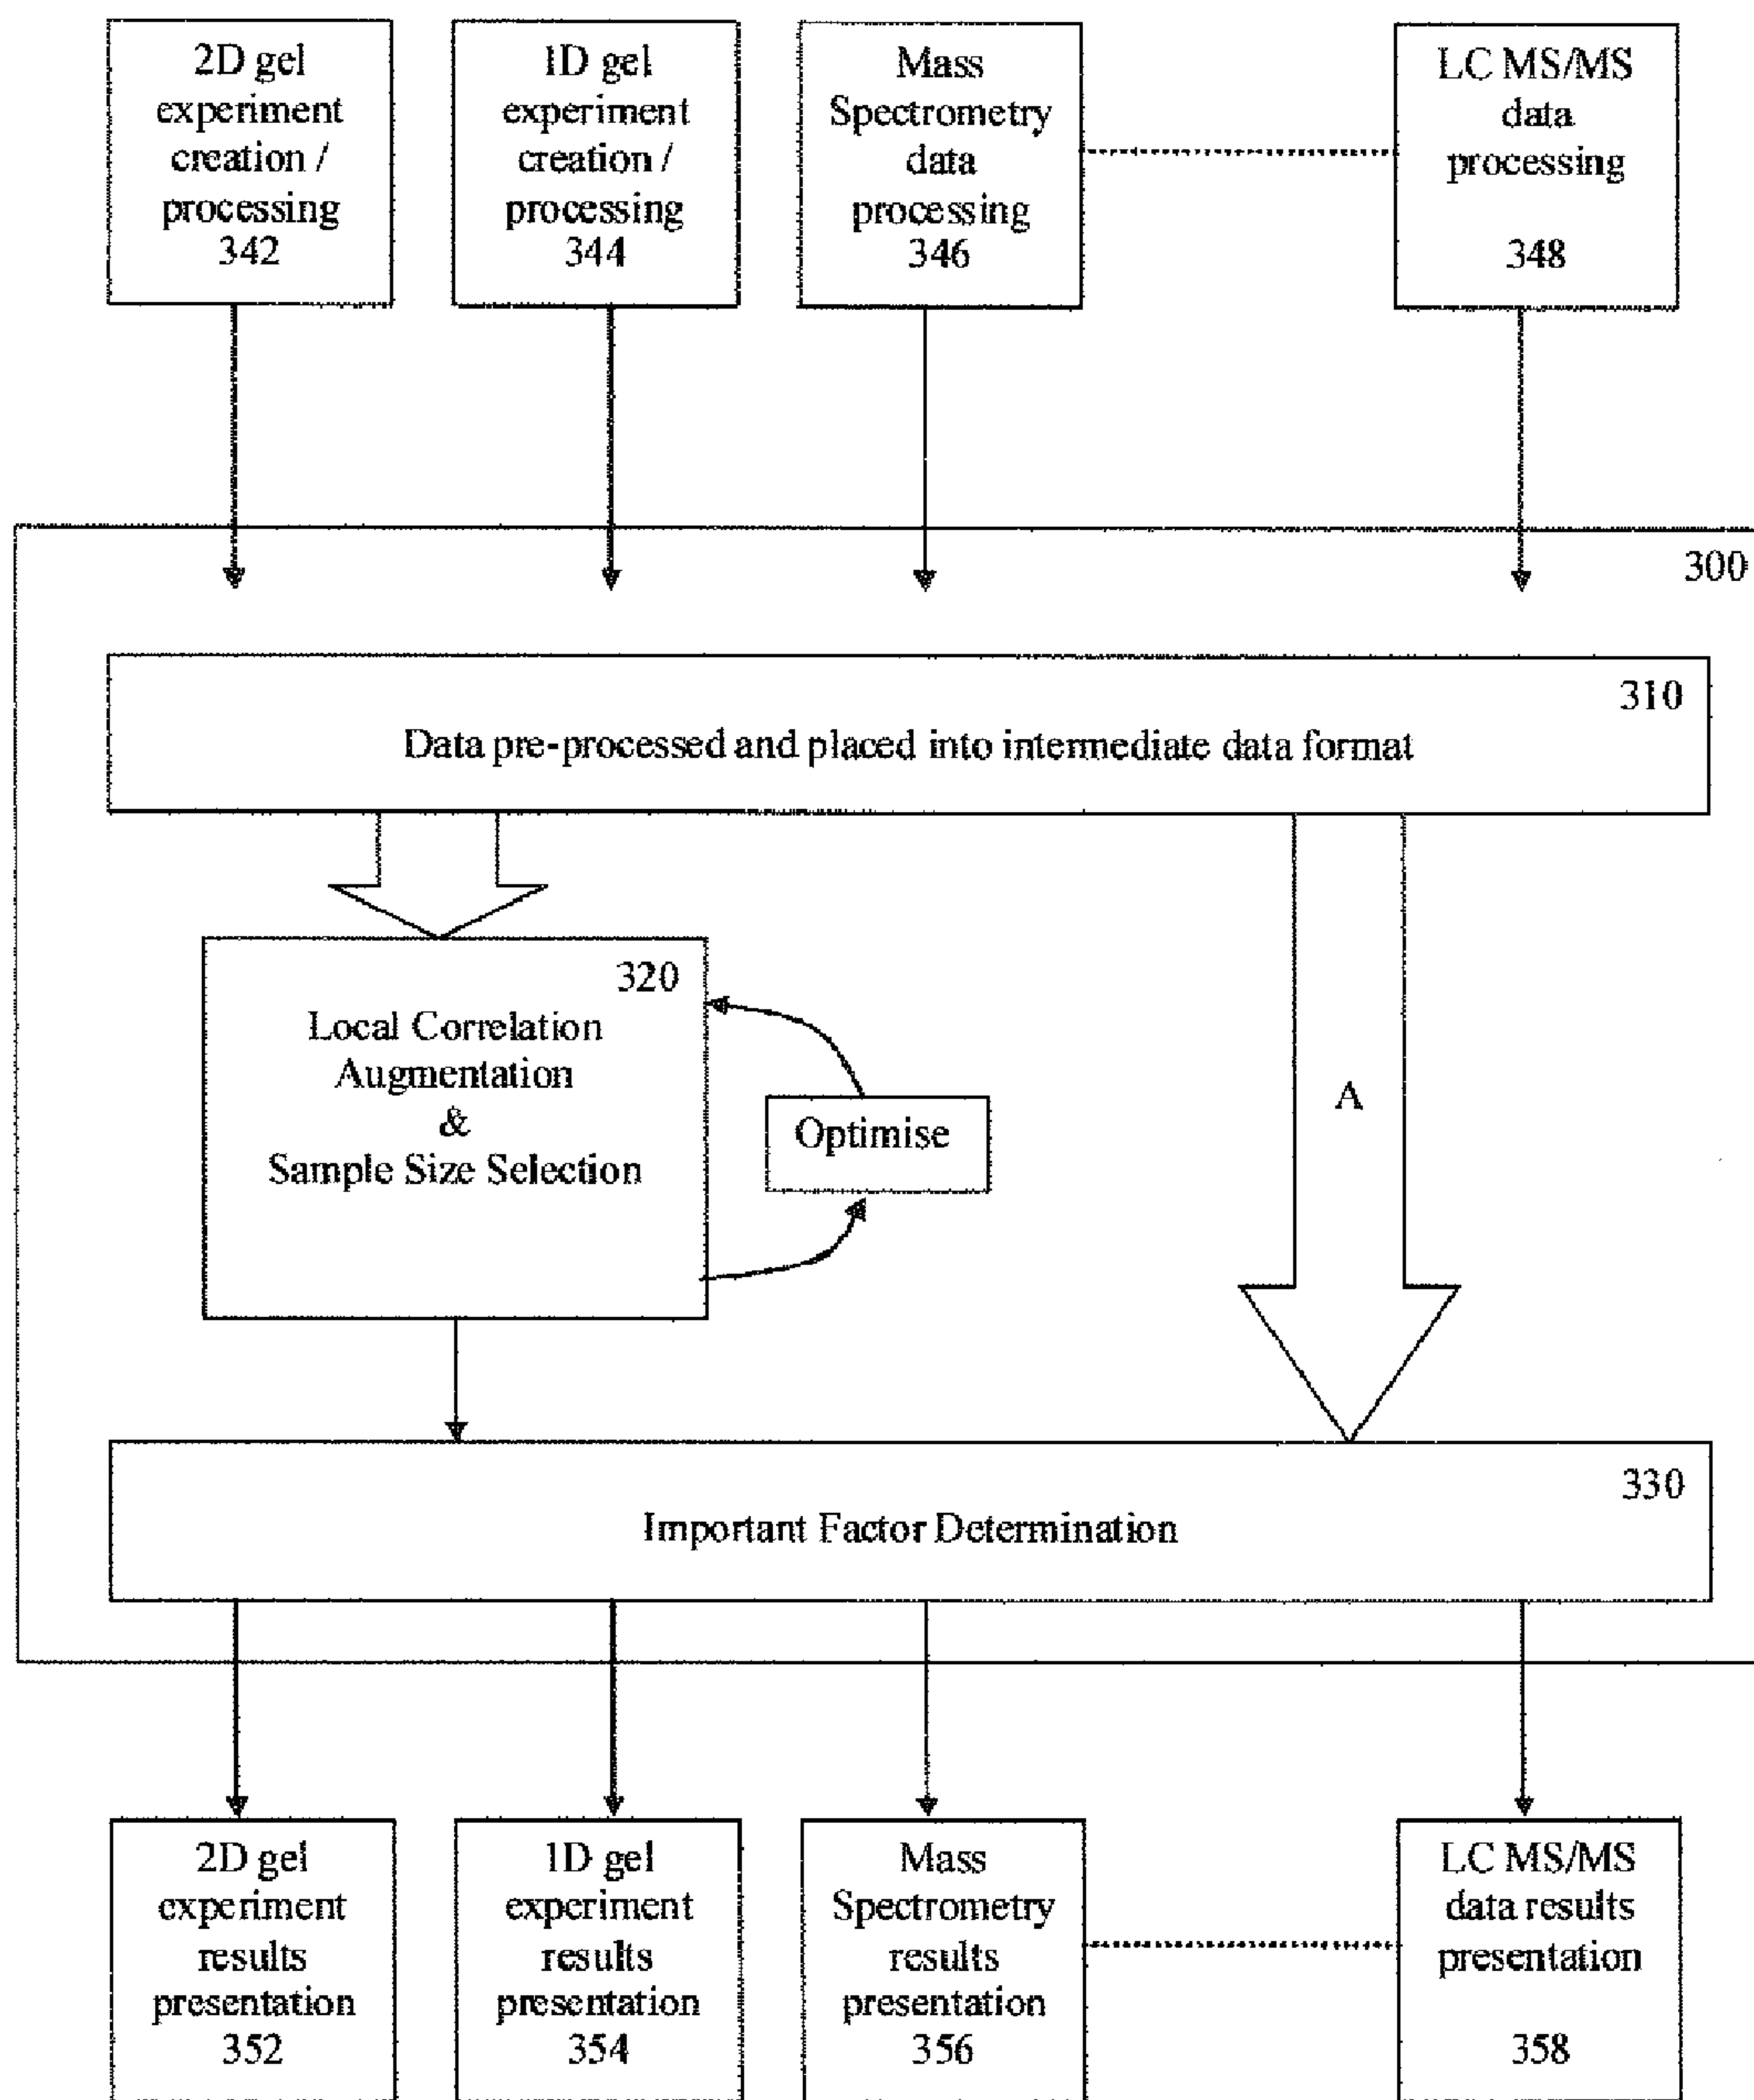 2D gel
experiment
creation /
processing
342
1D gel
experiment
creation /
processing
344
Mass
Spectrometry
data
processing
346
LC MS/MS
data
processing
348
300
310
Data pre-processed and placed into intermediate data format
320
Local Correlation
Augmentation
&
Sample Size Selection
Optimise
A
330
Important Factor Determination
2D gel
experiment
results
presentation
352
1D gel
experiment
results
presentation
354
Mass
Spectrometry
results
presentation
356
LC MS/MS
data results
presentation
358